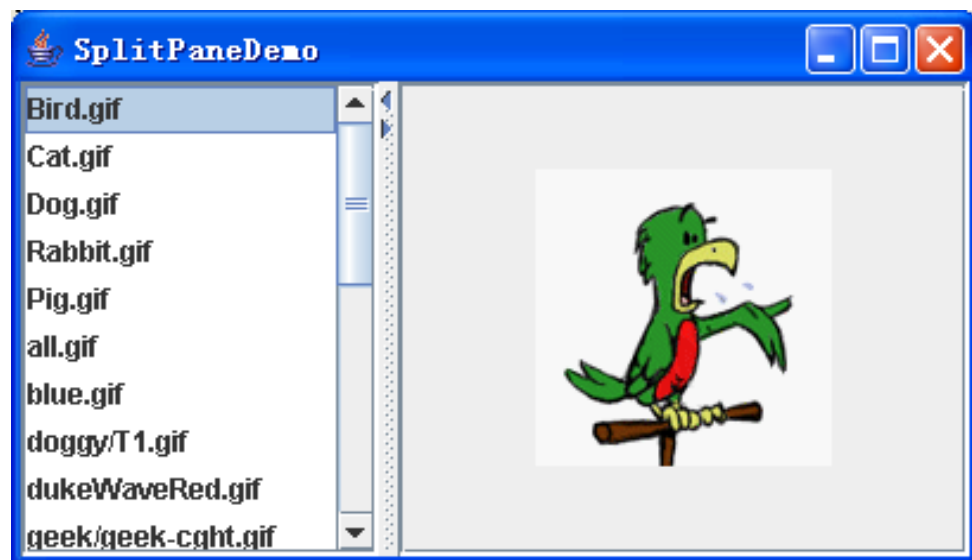 SplitPaneDemo
Bird.gif
Cat.gif
Dog.gif
Rabbit.gif
Pig.gif
all.gif
blue.gif
doggy/T1.gif
dukeWaveRed.gif
geek/geek-cght.gif